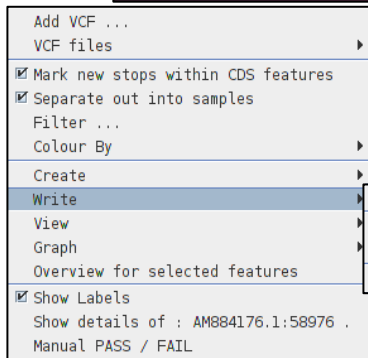 Add VCF ...
VCF files
Mark new stops within CDS features
Separate out into samples
Filter ...
Colour By
Create
Write
View
Graph
Overview for selected features
Show Labels
Show details of : AM884176.1:58976 .
Manual PASS / FAIL